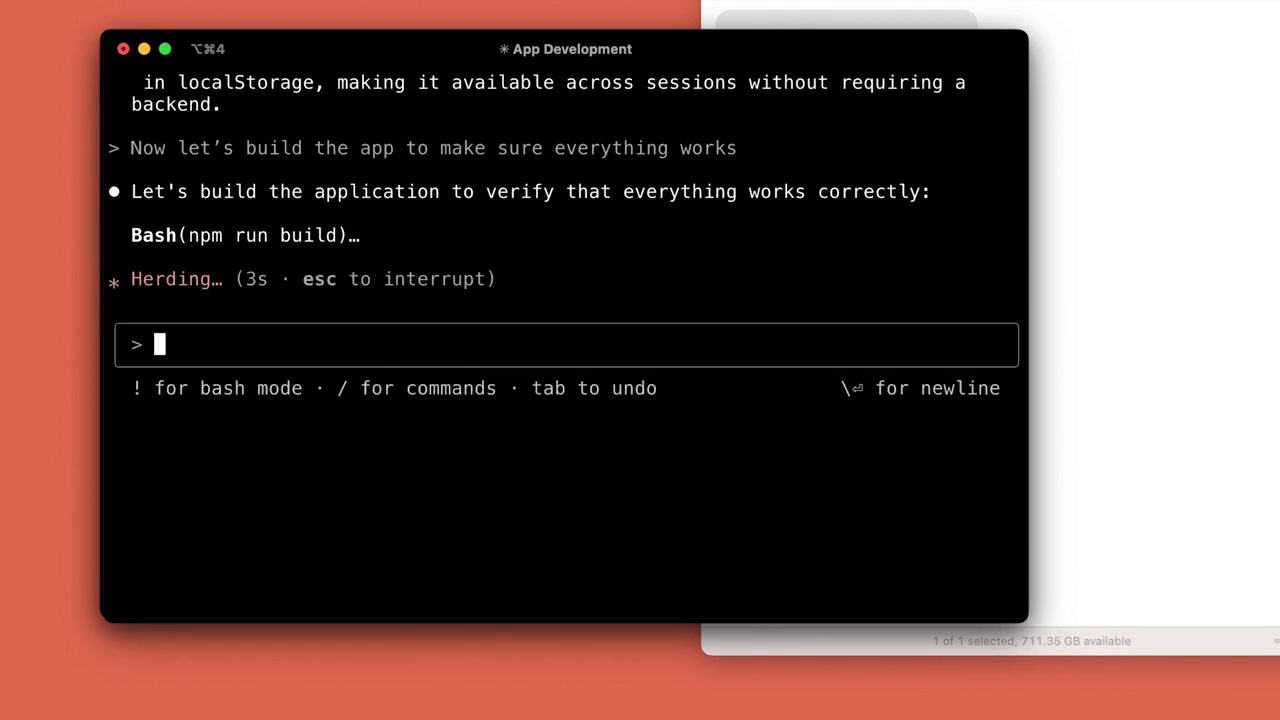 ⌥⌘4
✳ App Development
in localStorage, making it available across sessions without requiring a
backend.
> Now let’s build the app to make sure everything works
● Let's build the application to verify that everything works correctly:
Bash(npm run build)…
* Herding… (3s · esc to interrupt)
>
! for bash mode · / for commands · tab to undo
\⏎ for newline
1 of 1 selected, 711.35 GB available